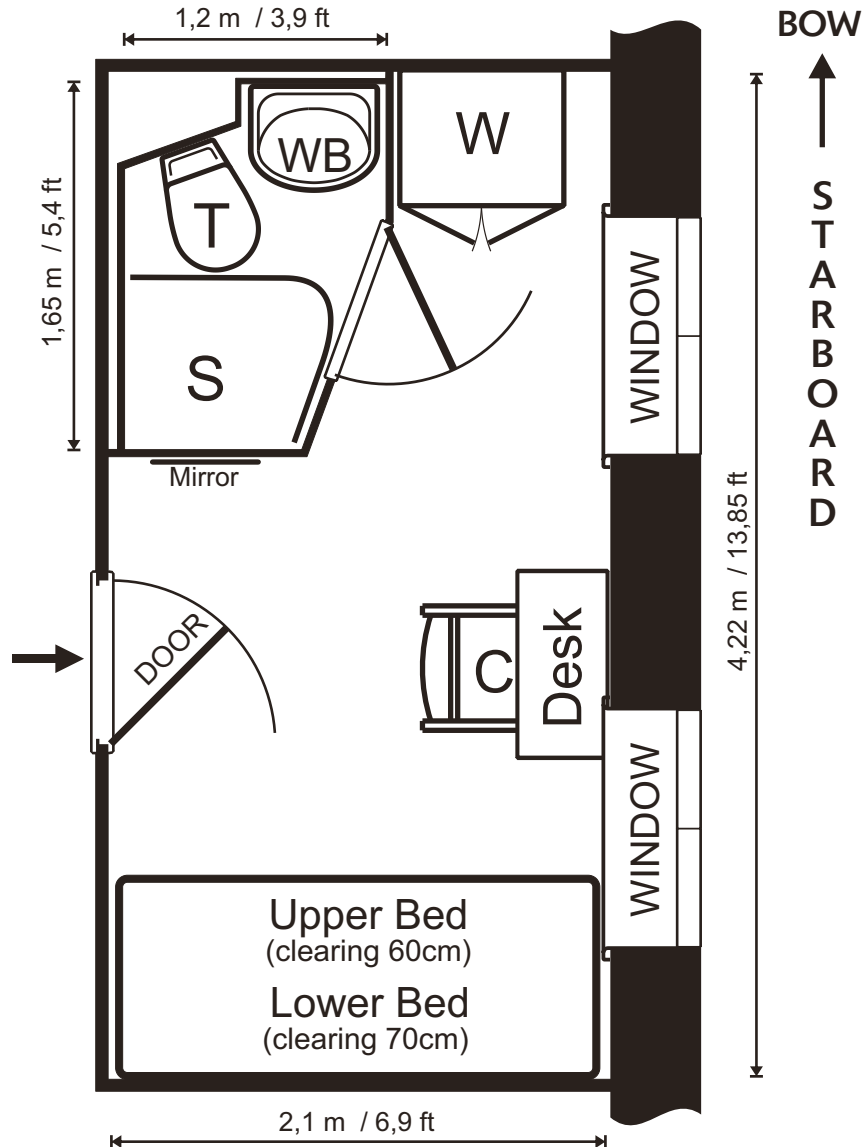 1,2 m / 3,9 ft
BOW
WB
W
T
1,65 m / 5,4 ft
STARBOARD
WINDOW
S
Mirror
4,22 m / 13,85 ft
DOOR
C
Desk
WINDOW
Upper Bed
(clearing 60cm)
Lower Bed
(clearing 70cm)
2,1 m / 6,9 ft